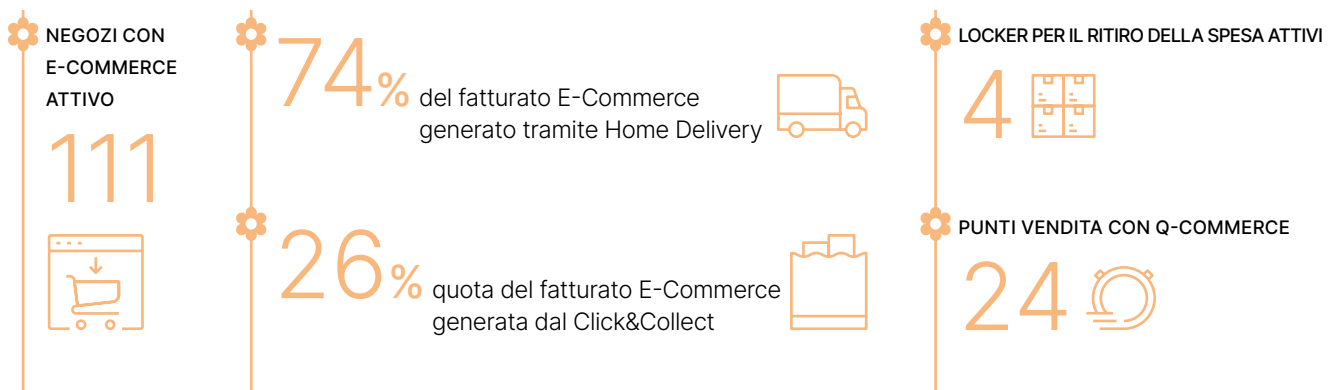 NEGOZI CON
E-COMMERCE
ATTIVO
111
74% del fatturato E-Commerce
generato tramite Home Delivery
26% quota del fatturato E-Commerce
generata dal Click&Collect
LOCKER PER IL RITIRO DELLA SPESA ATTIVI
4
PUNTI VENDITA CON Q-COMMERCE
24